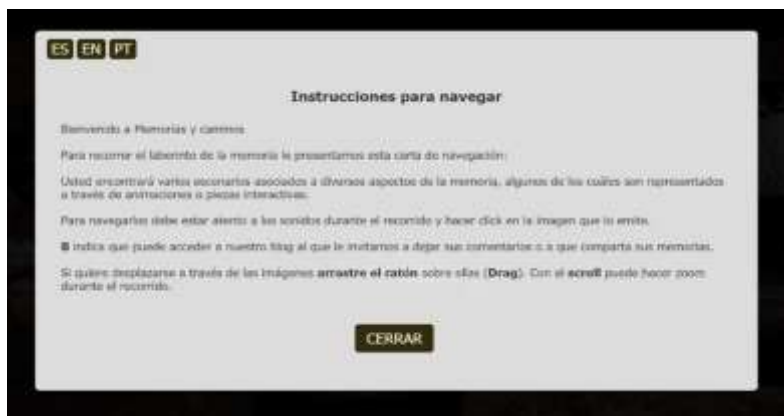 ES EN PT
Instrucciones para navegar
Bienvenido a Memorias y caminos
Para recorrer el laberinto de la memoria le presentamos esta carta de navegación:
Usted encontrará varios escenarios asociados a diversos aspectos de la memoria, algunos de los cuáles son representados
a través de animaciones o piezas interactivas.
Para navegarlos debe estar atento a los sonidos durante el recorrido y hacer click en la imagen que lo emite.
B indica que puede acceder a nuestro blog al que le invitamos a dejar sus comentarios o a que comparta sus memorias.
Si quiere desplazarse a través de las imágenes arrastre el ratón sobre ellas (Drag). Con el scroll puede hacer zoom
durante el recorrido.
CERRAR